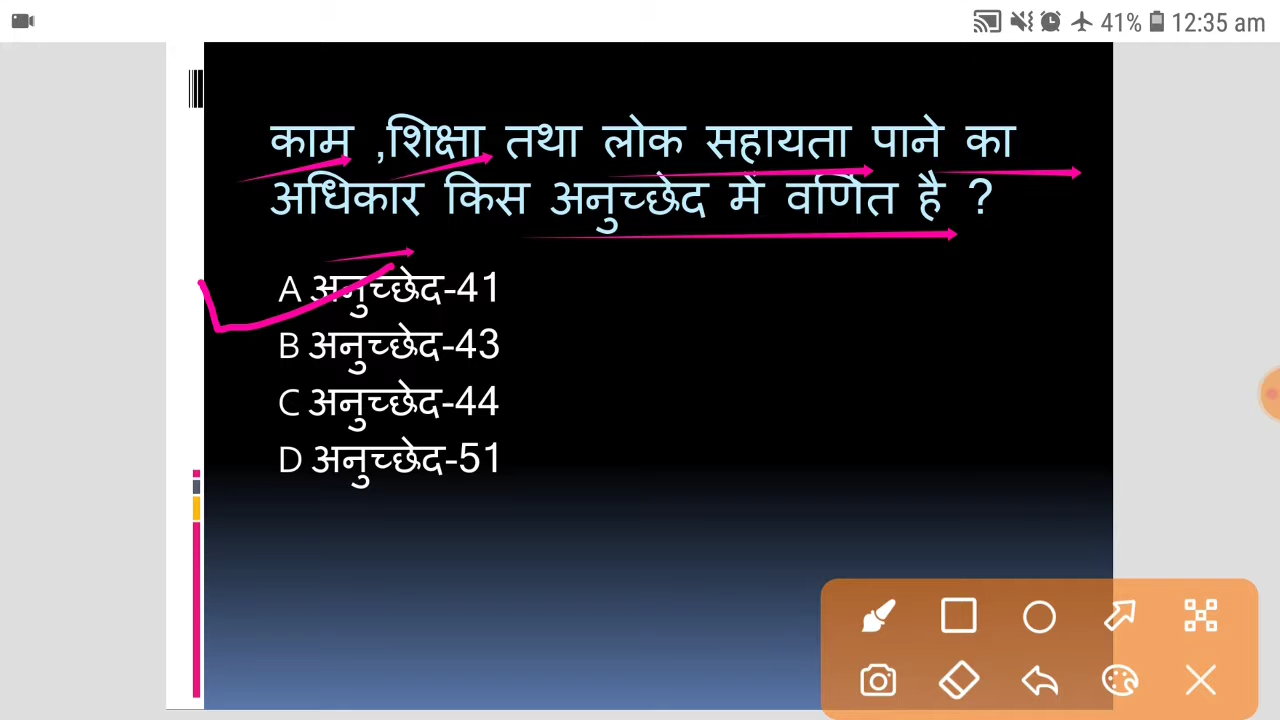 41% 12:35 am
काम ,शिक्षा तथा लोक सहायता पाने का
अधिकार किस अनुच्छेद में वर्णित है ?
A अनुच्छेद-41
B अनुच्छेद-43
C अनुच्छेद-44
D अनुच्छेद-51